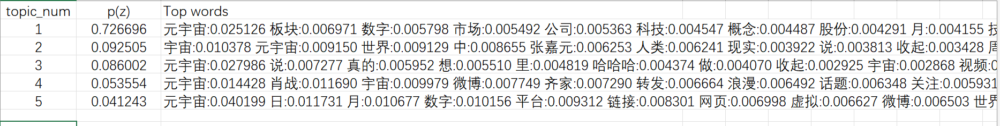 topic_num p(z) Top words
1 0.726696 元宇宙:0.025126 板块:0.006971 数字:0.005798 市场:0.005492 公司:0.005363 科技:0.004547 概念:0.004487 股份:0.004291 月:0.004155 技
2 0.092505 宇宙:0.010378 元宇宙:0.009150 世界:0.009129 中:0.008655 张嘉元:0.006253 人类:0.006241 现实:0.003922 说:0.003813 收起:0.003428 周
3 0.086002 元宇宙:0.027986 说:0.007277 真的:0.005952 想:0.005510 里:0.004819 哈哈哈:0.004374 做:0.004070 收起:0.002925 宇宙:0.002868 视频:0
4 0.053554 元宇宙:0.014428 肖战:0.011690 宇宙:0.009979 微博:0.007749 齐家:0.007290 转发:0.006664 浪漫:0.006492 话题:0.006348 关注:0.005931
5 0.041243 元宇宙:0.040199 日:0.011731 月:0.010677 数字:0.010156 平台:0.009312 链接:0.008301 网页:0.006998 虚拟:0.006627 微博:0.006503 世界